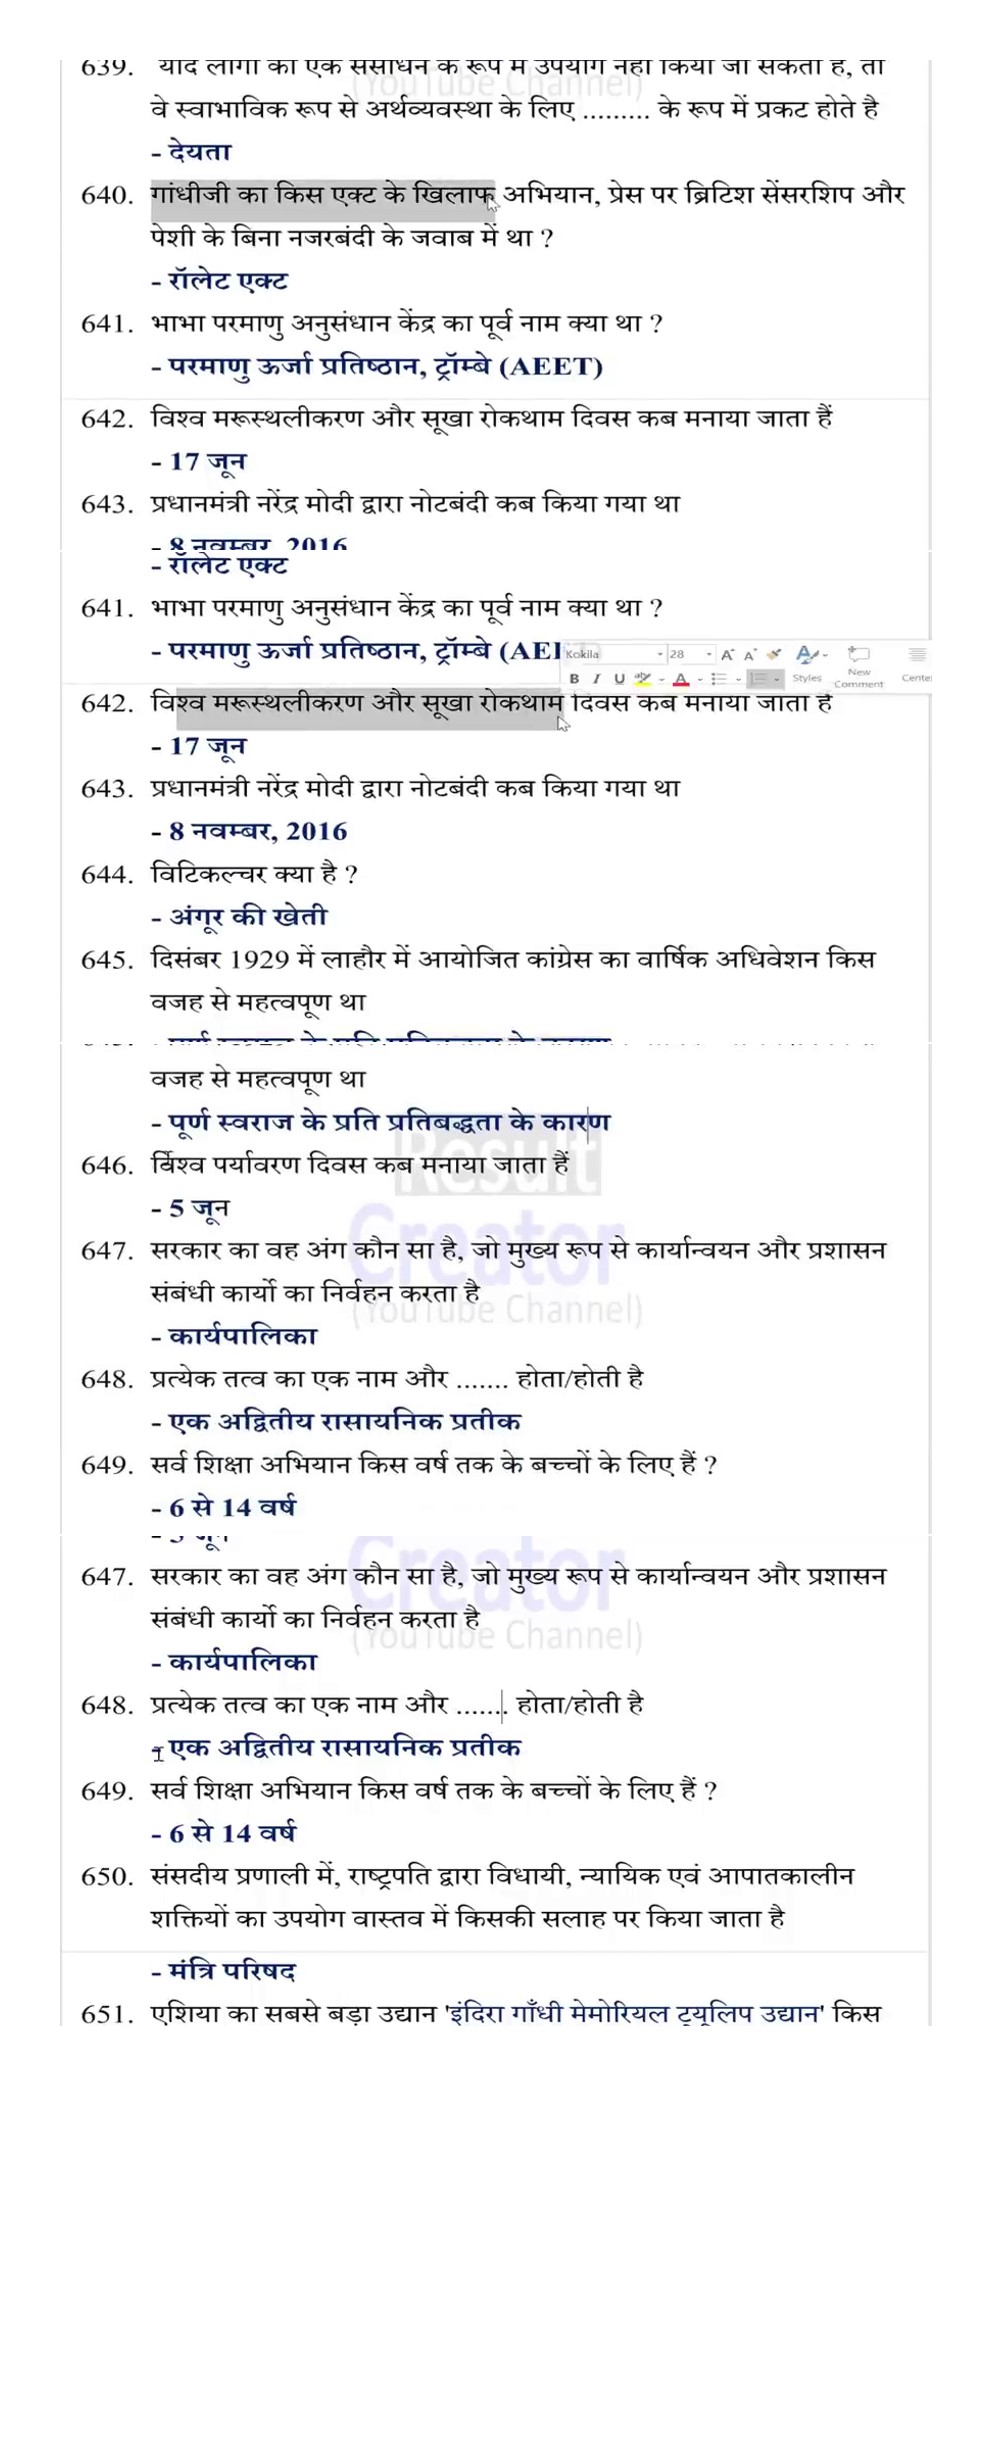 639. यदि लोगों को एक संसाधन के रूप में उपयोग नहीं किया जा सकता है, तो
(YouTube Channel)
वे स्वाभाविक रूप से अर्थव्यवस्था के लिए ......... के रूप में प्रकट होते है
- देयता
640. गांधीजी का किस एक्ट के खिलाफ अभियान, प्रेस पर ब्रिटिश सेंसरशिप और
पेशी के बिना नजरबंदी के जवाब में था ?
- रॉलेट एक्ट
641. भाभा परमाणु अनुसंधान केंद्र का पूर्व नाम क्या था ?
- परमाणु ऊर्जा प्रतिष्ठान, ट्रॉम्बे (AEET)
642. विश्व मरूस्थलीकरण और सूखा रोकथाम दिवस कब मनाया जाता हैं
- 17 जून
643. प्रधानमंत्री नरेंद्र मोदी द्वारा नोटबंदी कब किया गया था
- 8 नवम्बर, 2016
- रॉलेट एक्ट
641. भाभा परमाणु अनुसंधान केंद्र का पूर्व नाम क्या था ?
- परमाणु ऊर्जा प्रतिष्ठान, ट्रॉम्बे (AEE
Kokila 28 A A A
B I U aby A Styles New Comment Cente
642. विश्व मरूस्थलीकरण और सूखा रोकथाम दिवस कब मनाया जाता हैं
- 17 जून
643. प्रधानमंत्री नरेंद्र मोदी द्वारा नोटबंदी कब किया गया था
- 8 नवम्बर, 2016
644. विटिकल्चर क्या है ?
- अंगूर की खेती
645. दिसंबर 1929 में लाहौर में आयोजित कांग्रेस का वार्षिक अधिवेशन किस
वजह से महत्वपूण था
वजह से महत्वपूण था
- पूर्ण स्वराज के प्रति प्रतिबद्धता के कारण
Result
646. विश्व पर्यावरण दिवस कब मनाया जाता हैं
- 5 जून
Creator
647. सरकार का वह अंग कौन सा है, जो मुख्य रूप से कार्यान्वयन और प्रशासन
संबंधी कार्यो का निर्वहन करता है
(YouTube Channel)
- कार्यपालिका
648. प्रत्येक तत्व का एक नाम और ....... होता/होती है
- एक अद्वितीय रासायनिक प्रतीक
649. सर्व शिक्षा अभियान किस वर्ष तक के बच्चों के लिए हैं ?
- 6 से 14 वर्ष
- 5 जून
Creator
647. सरकार का वह अंग कौन सा है, जो मुख्य रूप से कार्यान्वयन और प्रशासन
संबंधी कार्यो का निर्वहन करता है
(YouTube Channel)
- कार्यपालिका
648. प्रत्येक तत्व का एक नाम और ....... होता/होती है
- एक अद्वितीय रासायनिक प्रतीक
649. सर्व शिक्षा अभियान किस वर्ष तक के बच्चों के लिए हैं ?
- 6 से 14 वर्ष
650. संसदीय प्रणाली में, राष्ट्रपति द्वारा विधायी, न्यायिक एवं आपातकालीन
शक्तियों का उपयोग वास्तव में किसकी सलाह पर किया जाता है
- मंत्रि परिषद
651. एशिया का सबसे बड़ा उद्यान 'इंदिरा गाँधी मेमोरियल ट्यूलिप उद्यान' किस